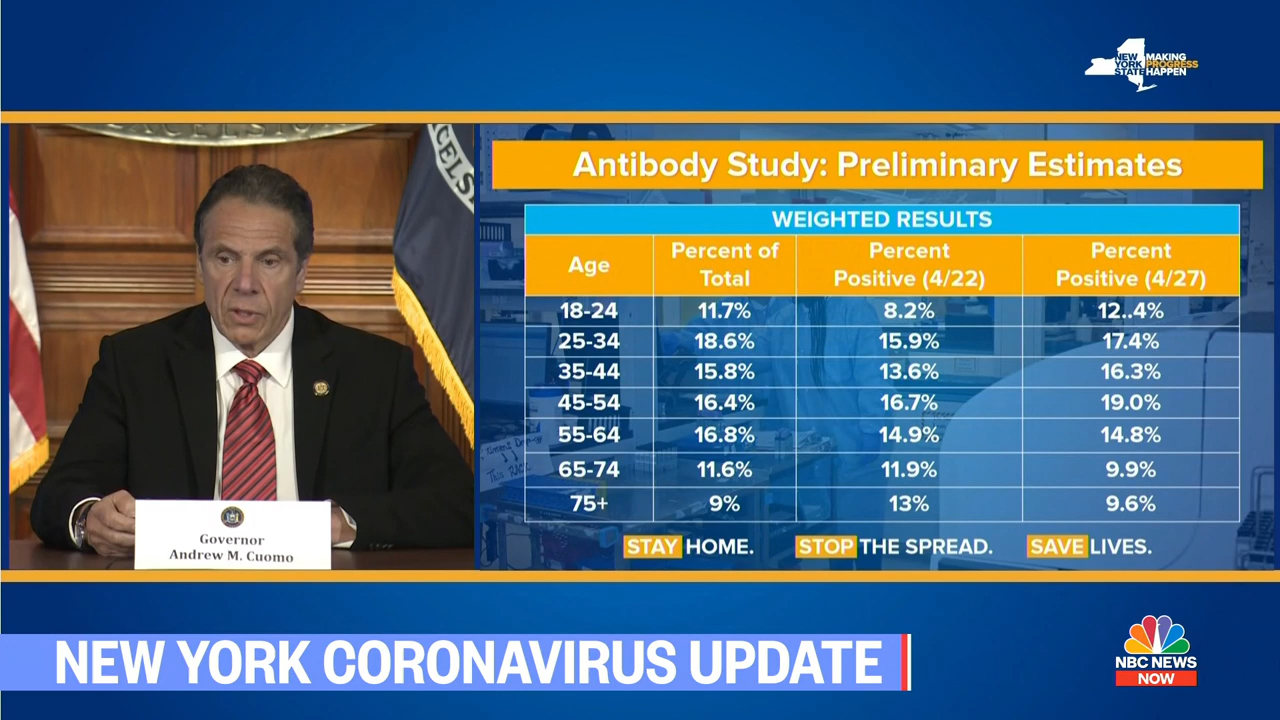 NEW YORK STATE
MAKING PROGRESS HAPPEN
EXCELSIOR
EXCELS
Antibody Study: Preliminary Estimates
WEIGHTED RESULTS
Age Percent of Total Percent Positive (4/22) Percent Positive (4/27)
18-24 11.7% 8.2% 12..4%
25-34 18.6% 15.9% 17.4%
35-44 15.8% 13.6% 16.3%
45-54 16.4% 16.7% 19.0%
55-64 16.8% 14.9% 14.8%
65-74 11.6% 11.9% 9.9%
75+ 9% 13% 9.6%
STAY HOME. STOP THE SPREAD. SAVE LIVES.
Governor
Andrew M. Cuomo
NEW YORK CORONAVIRUS UPDATE
NBC NEWS
NOW